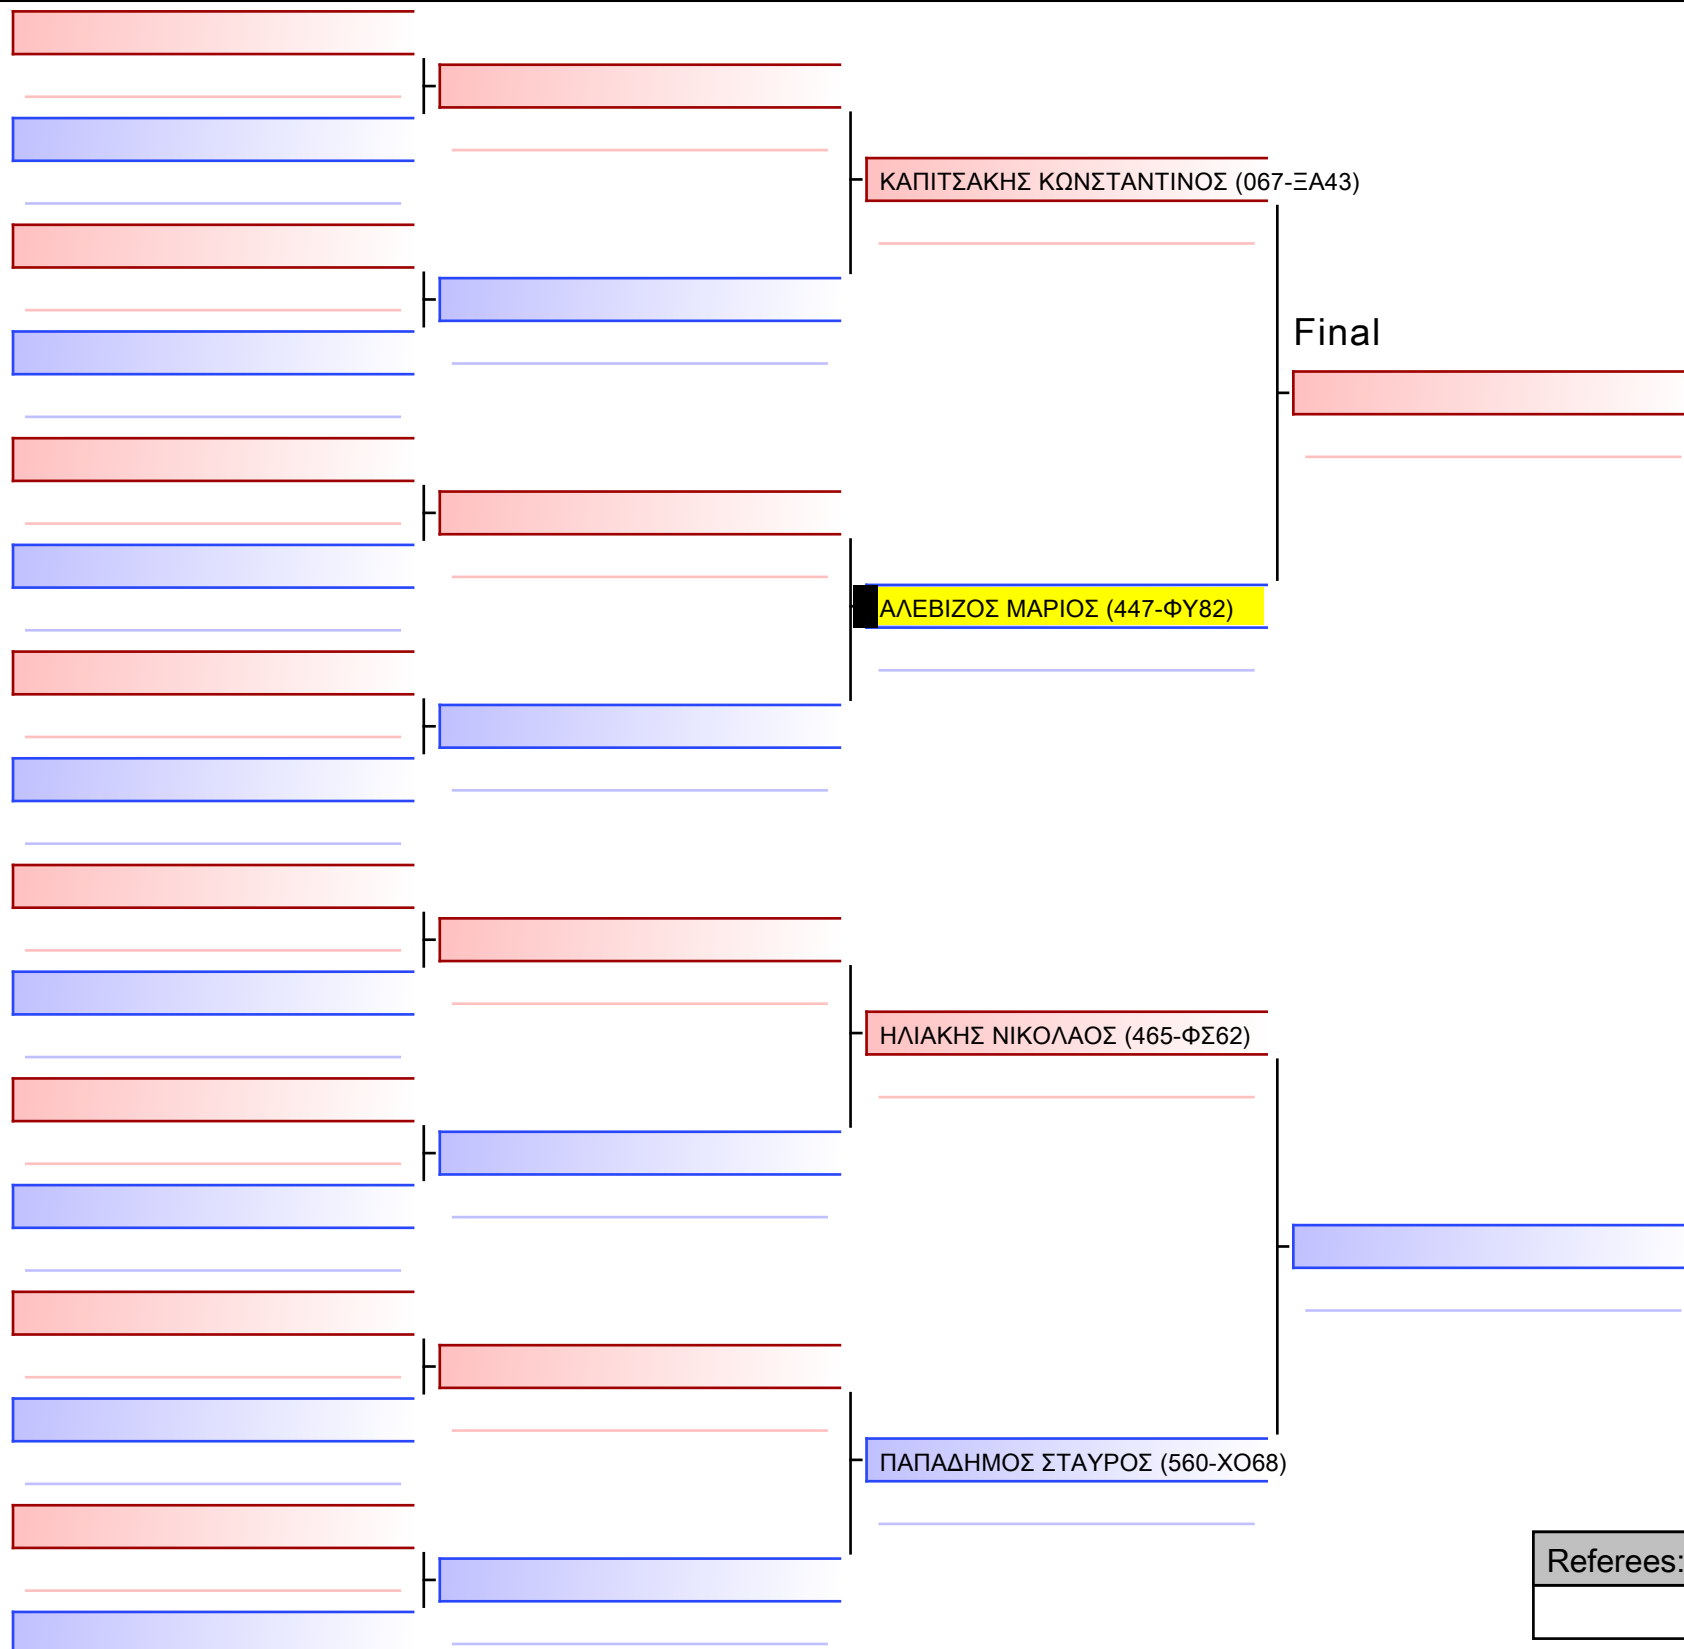 ΚΑΠΙΤΣΑΚΗΣ ΚΩΝΣΤΑΝΤΙΝΟΣ (067-ΞΑ43)
Final
ΑΛΕΒΙΖΟΣ ΜΑΡΙΟΣ (447-ΦΥ82)
ΗΛΙΑΚΗΣ ΝΙΚΟΛΑΟΣ (465-ΦΣ62)
ΠΑΠΑΔΗΜΟΣ ΣΤΑΥΡΟΣ (560-ΧΟ68)
Referees: